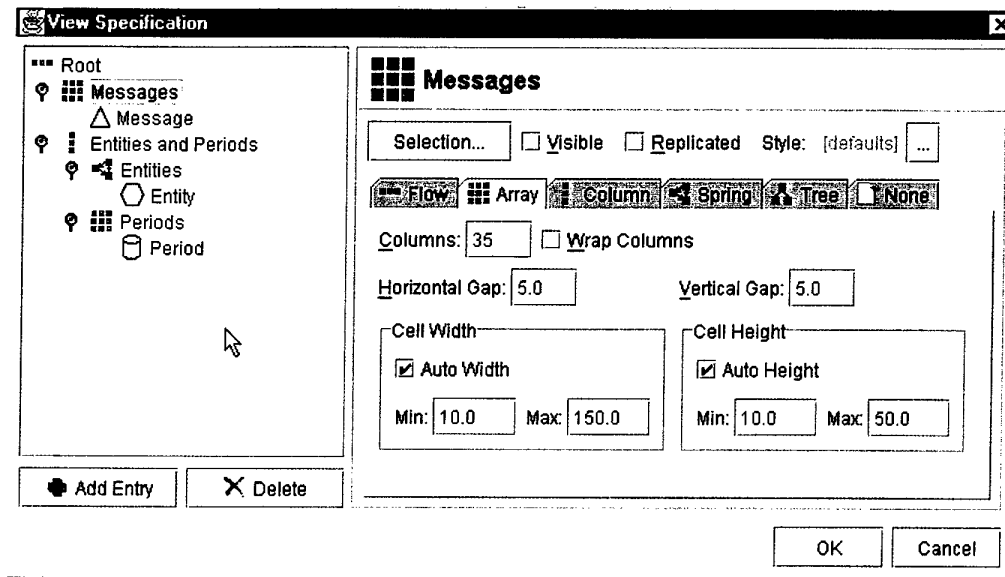 View Specification
Root
Messages
Message
Entities and Periods
Entities
Entity
Periods
Period
Add Entry
Delete
Messages
Selection... Visible Replicated Style: [defaults] ...
Flow Array Column Spring Tree None
Columns: 35 Wrap Columns
Horizontal Gap: 5.0 Vertical Gap: 5.0
Cell Width Cell Height
Auto Width Auto Height
Min: 10.0 Max: 150.0 Min: 10.0 Max: 50.0
OK Cancel